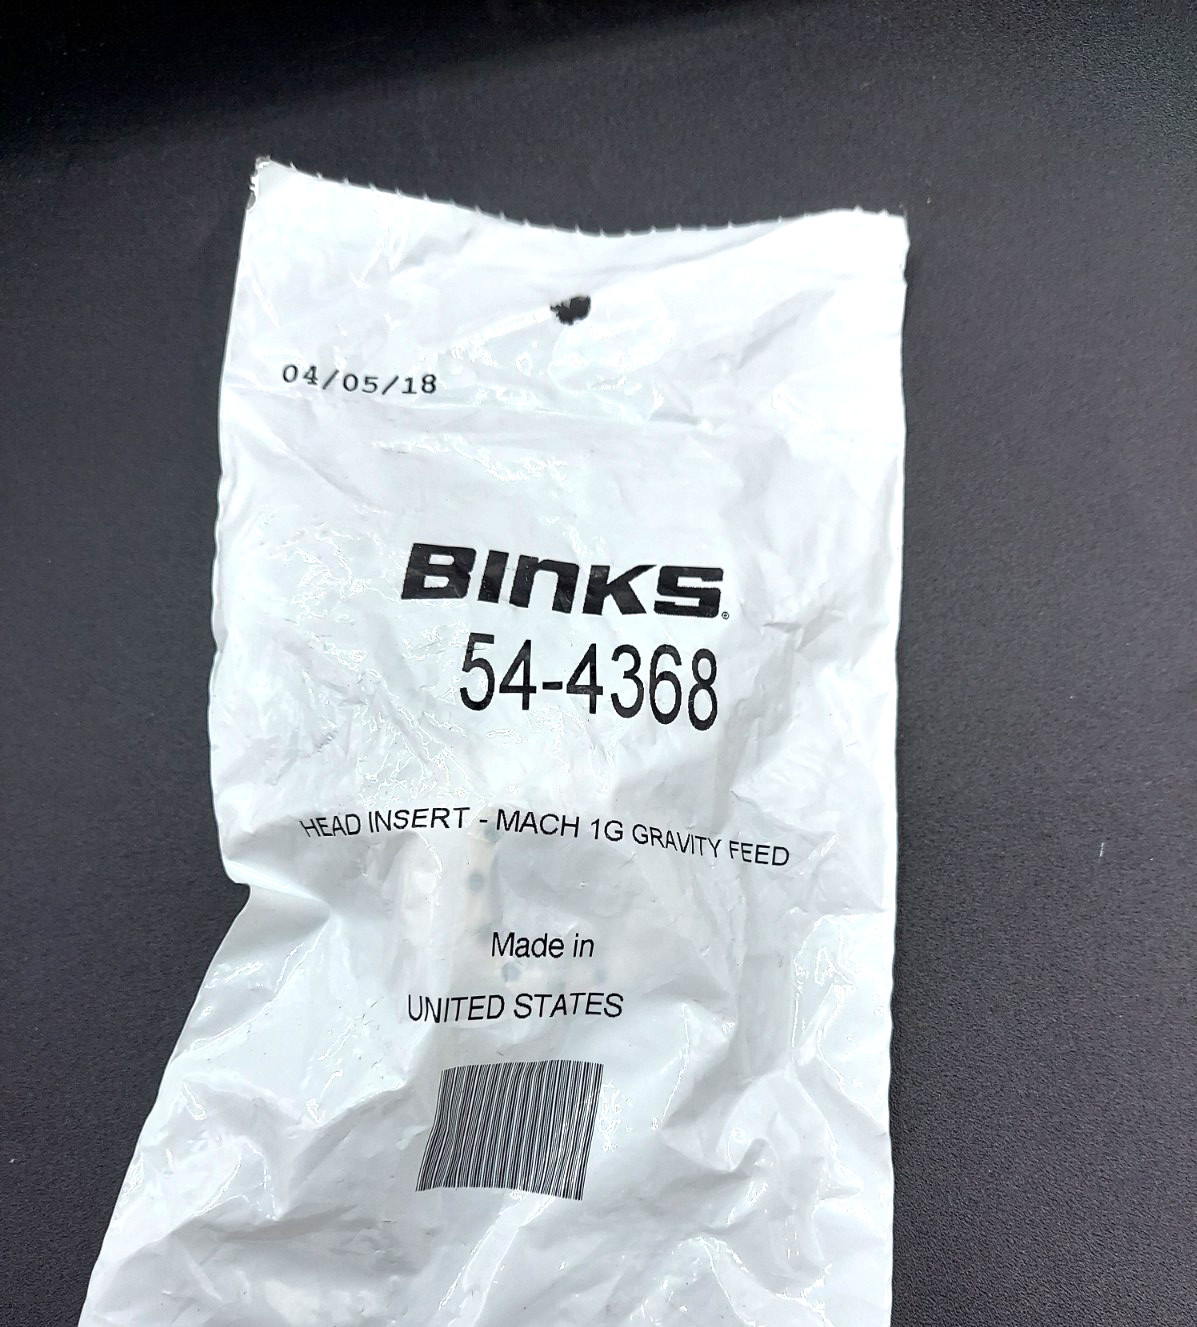 04/05/18
BINKS®
54-4368
HEAD INSERT - MACH 1G GRAVITY FEED
Made in
UNITED STATES